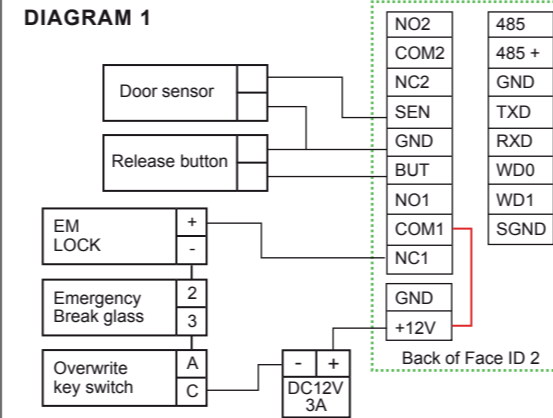 DIAGRAM 1
Door sensor
Release button
EM
LOCK
+
-
Emergency
Break glass
2
3
Overwrite
key switch
A
C
- +
DC12V
3A
NO2
COM2
NC2
SEN
GND
BUT
NO1
COM1
NC1
GND
+12V
485
485 +
GND
TXD
RXD
WD0
WD1
SGND
Back of Face ID 2